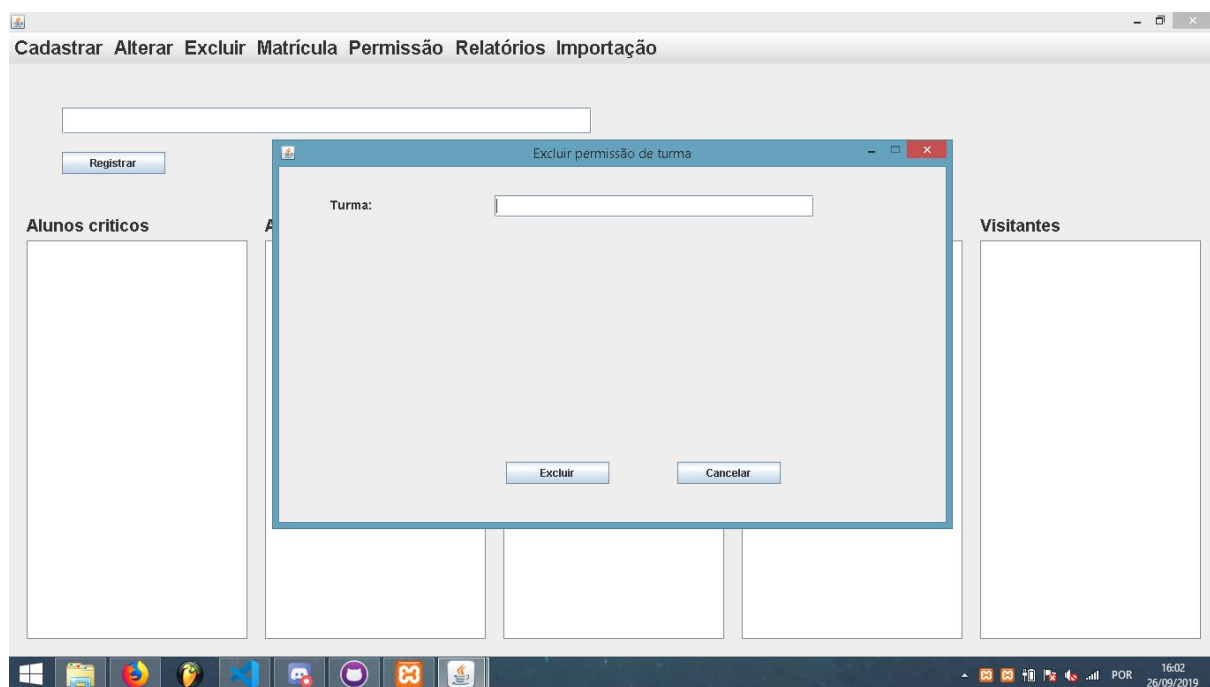 Cadastrar Alterar Excluir Matrícula Permissão Relatórios Importação
Registrar
Excluir permissão de turma
Turma:
Alunos criticos
A
Visitantes
Excluir
Cancelar
POR
16:02
26/09/2019